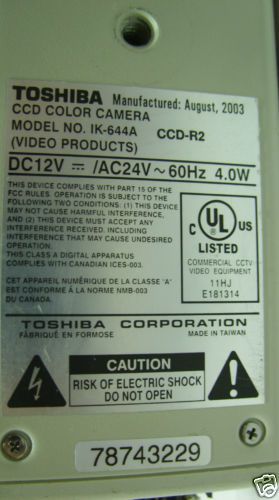 TOSHIBA Manufactured: August, 2003
CCD COLOR CAMERA
MODEL NO. IK-644A CCD-R2
(VIDEO PRODUCTS)
DC12V ⎓ /AC24V ~ 60Hz 4.0W
THIS DEVICE COMPLIES WITH PART 15 OF THE
FCC RULES. OPERATION IS SUBJECT TO THE
FOLLOWING TWO CONDITIONS. (1) THIS DEVICE
MAY NOT CAUSE HARMFUL INTERFERENCE,
AND (2) THIS DEVICE MUST ACCEPT ANY
INTERFERENCE RECEIVED, INCLUDING
INTERFERENCE THAT MAY CAUSE UNDESIRED
OPERATION.
THIS CLASS A DIGITAL APPARATUS
COMPLIES WITH CANADIAN ICES-003.
CET APPAREIL NUMÉRIQUE DE LA CLASSE 'A'
EST CONFORME À LA NORME NMB-003
DU CANADA.
C UL US
®
LISTED
COMMERCIAL CCTV
VIDEO EQUIPMENT
11HJ
E181314
TOSHIBA CORPORATION
FABRIQUÉ EN FORMOSE MADE IN TAIWAN
CAUTION
RISK OF ELECTRIC SHOCK
DO NOT OPEN
78743229